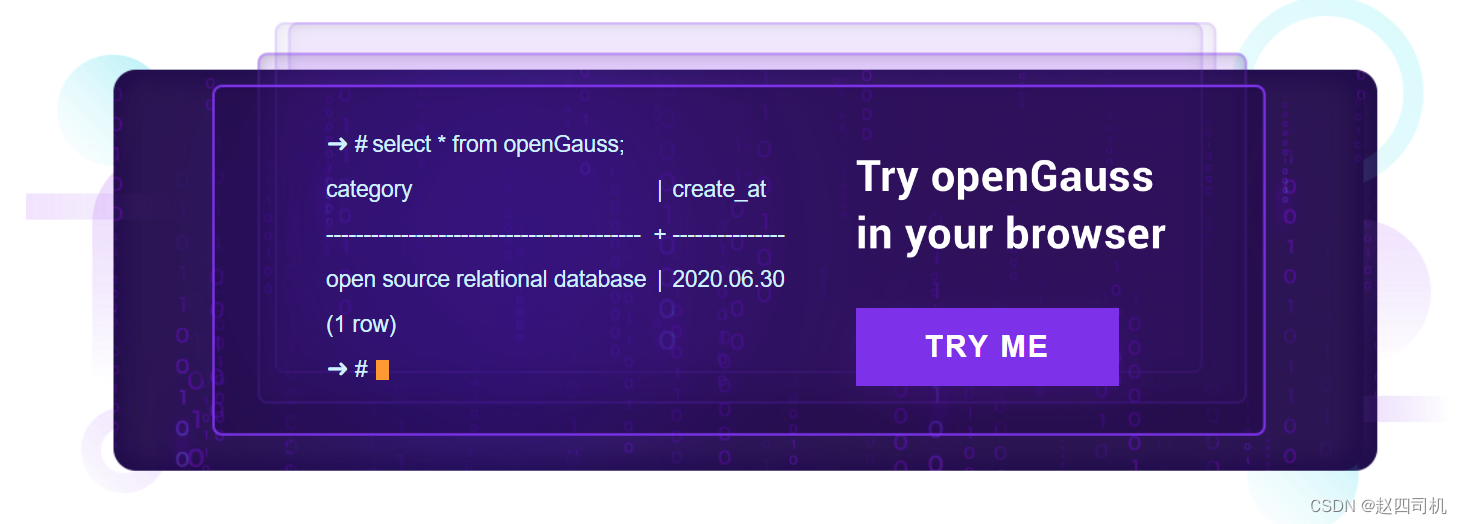 ➜ # select * from openGauss;
category | create_at
------------------------------------------ + ---------------
open source relational database | 2020.06.30
(1 row)
➜ #
Try openGauss
in your browser
TRY ME
CSDN @赵四司机